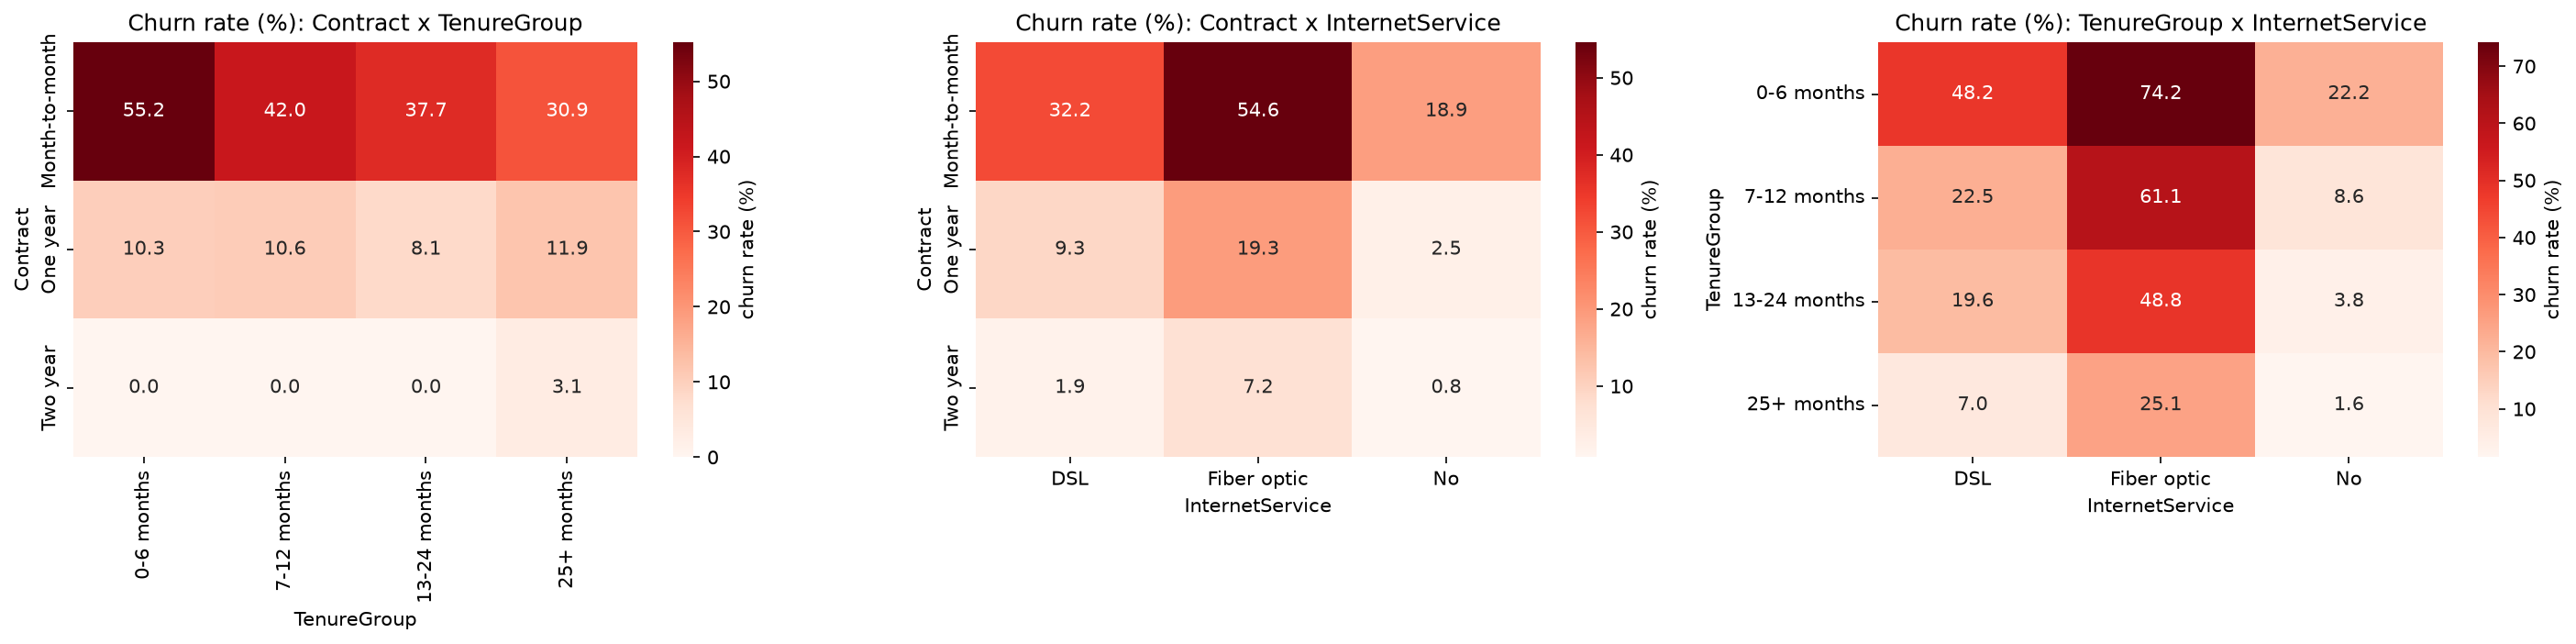 Churn rate (%): Contract x TenureGroup
Contract
Month-to-month
One year
Two year
55.2 42.0 37.7 30.9
10.3 10.6 8.1 11.9
0.0 0.0 0.0 3.1
0-6 months
7-12 months
13-24 months
25+ months
TenureGroup
50
40
30
20
10
0
churn rate (%)
Churn rate (%): Contract x InternetService
Contract
Month-to-month
One year
Two year
32.2 54.6 18.9
9.3 19.3 2.5
1.9 7.2 0.8
DSL Fiber optic No
InternetService
50
40
30
20
10
churn rate (%)
Churn rate (%): TenureGroup x InternetService
TenureGroup
0-6 months 48.2 74.2 22.2
7-12 months 22.5 61.1 8.6
13-24 months 19.6 48.8 3.8
25+ months 7.0 25.1 1.6
DSL Fiber optic No
InternetService
70
60
50
40
30
20
10
churn rate (%)